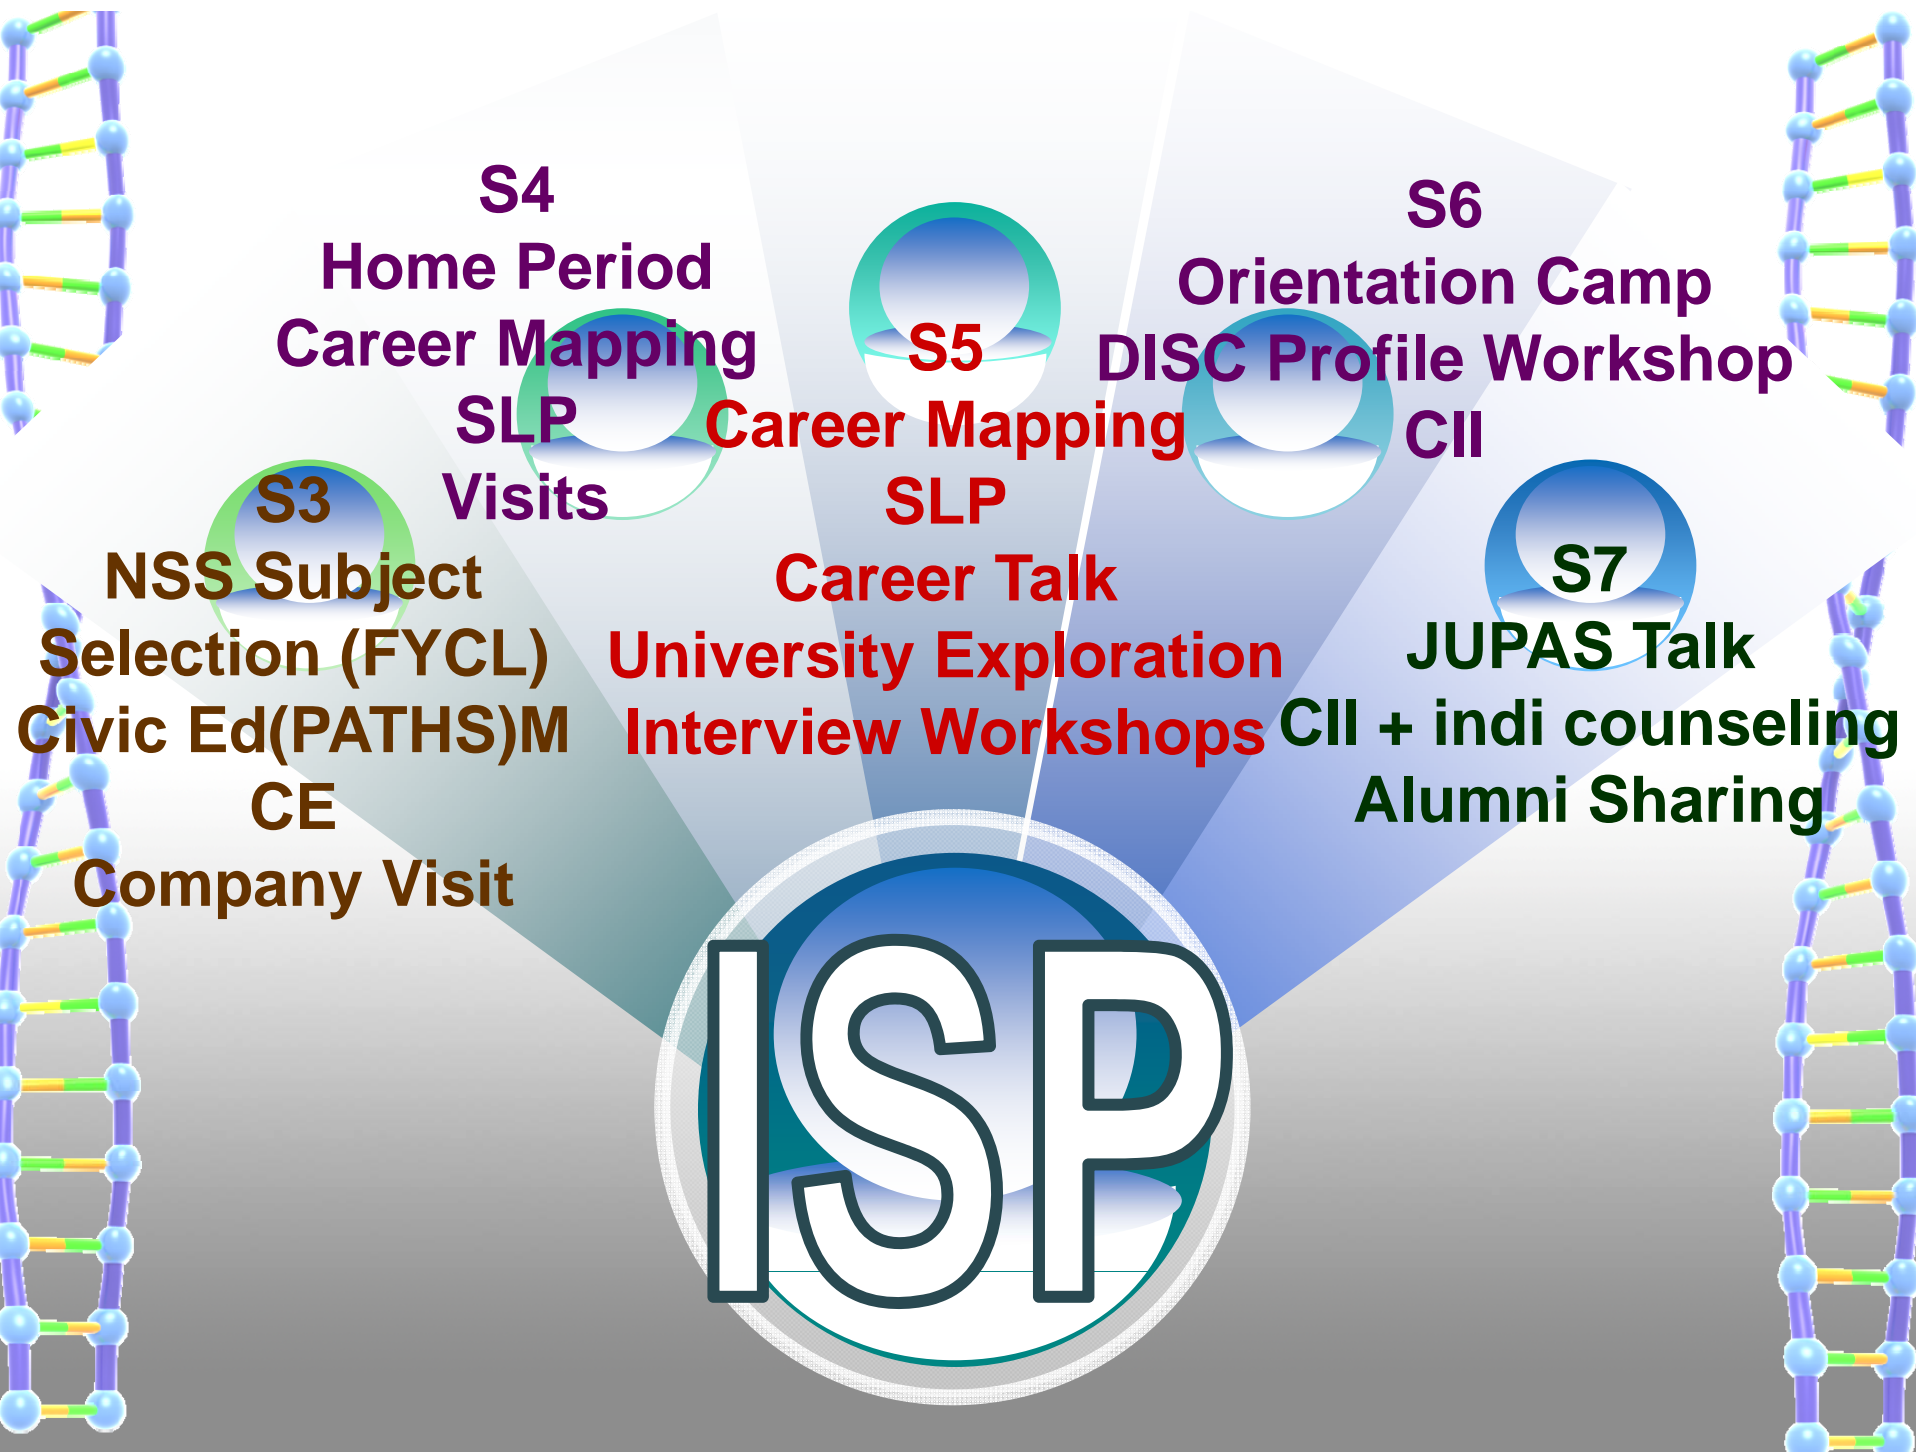 S3
NSS Subject
Selection (FYCL)
Civic Ed(PATHS)M
CE
Company Visit
S4
Home Period
Career Mapping
SLP
Visits
S5
Career Mapping
SLP
Career Talk
University Exploration
Interview Workshops
S6
Orientation Camp
DISC Profile Workshop
CII
S7
JUPAS Talk
CII + indi counseling
Alumni Sharing
ISP